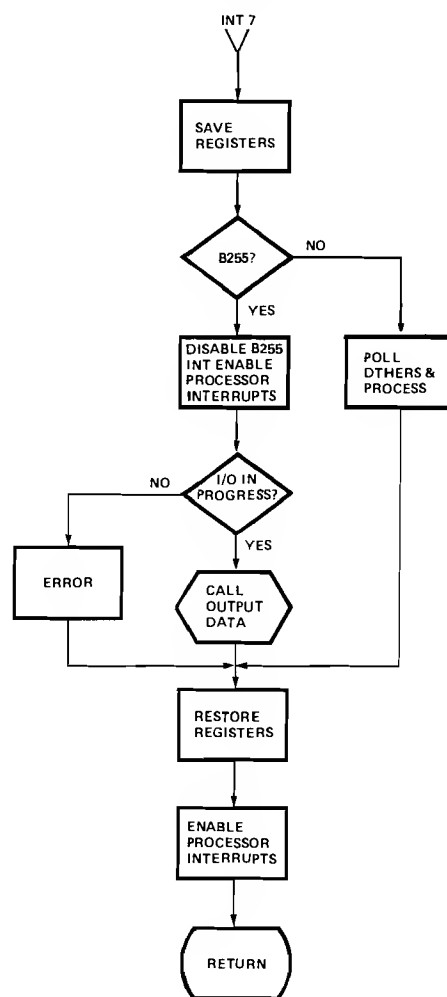 INT 7
SAVE
REGISTERS
B255?
NO
YES
DISABLE B255
INT ENABLE
PROCESSOR
INTERRUPTS
POLL
DTHERS &
PROCESS
I/O IN
PROGRESS?
NO
YES
ERROR
CALL
OUTPUT
DATA
RESTORE
REGISTERS
ENABLE
PROCESSOR
INTERRUPTS
RETURN